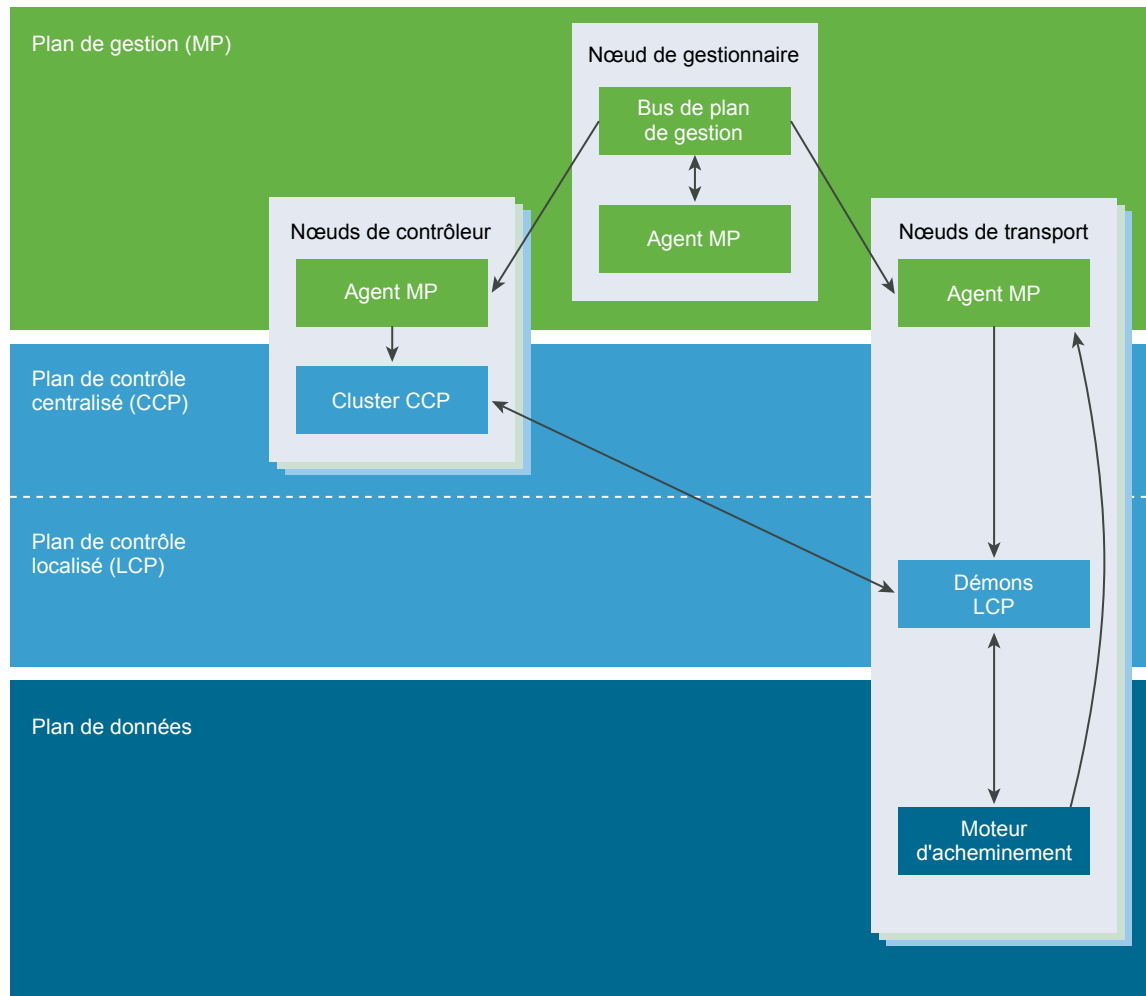 Plan de gestion (MP)
Nœud de gestionnaire
Bus de plan
de gestion
Agent MP
Nœuds de contrôleur
Agent MP
Nœuds de transport
Agent MP
Plan de contrôle
centralisé (CCP)
Cluster CCP
Plan de contrôle
localisé (LCP)
Démons
LCP
Plan de données
Moteur
d'acheminement